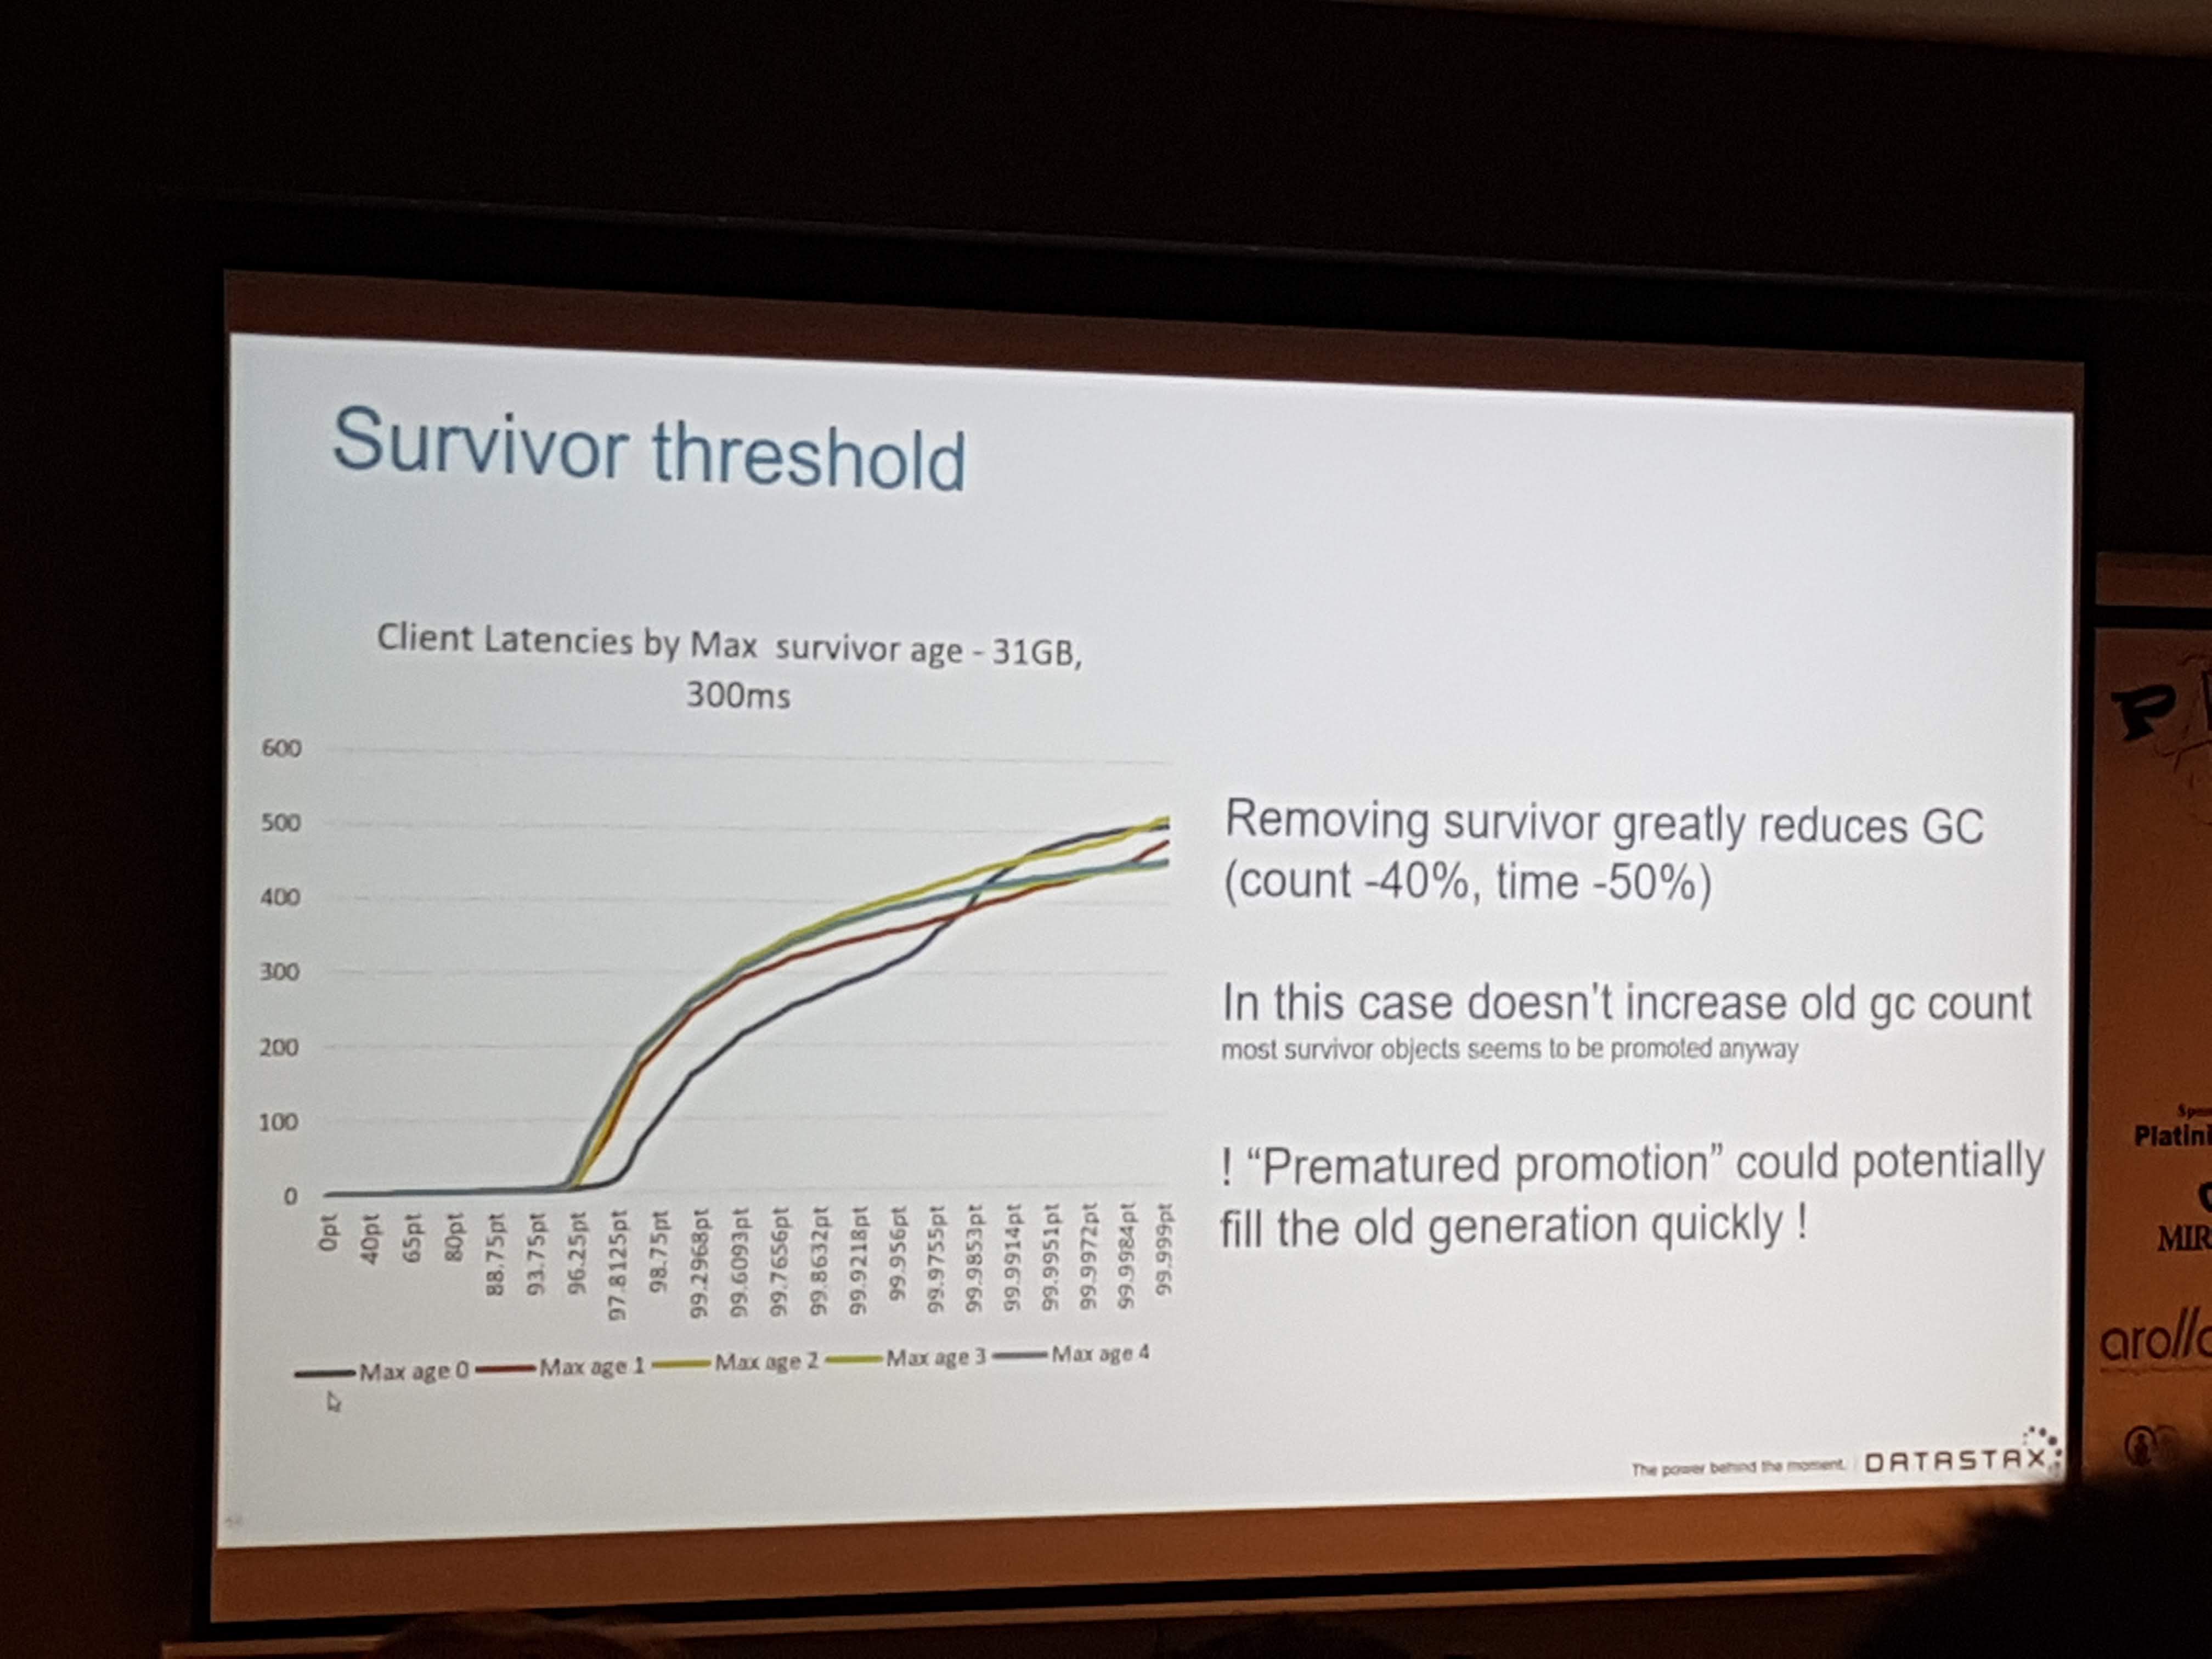 Survivor threshold
Client Latencies by Max survivor age - 31GB,
300ms
600
500
400
300
200
100
0
0pt
40pt
65pt
80pt
88.75pt
93.75pt
96.25pt
97.8125pt
98.75pt
99.2968pt
99.6093pt
99.7656pt
99.8632pt
99.9218pt
99.956pt
99.9755pt
99.9853pt
99.9914pt
99.9951pt
99.9972pt
99.9984pt
99.999pt
Max age 0 Max age 1 Max age 2 Max age 3 Max age 4
Removing survivor greatly reduces GC
(count -40%, time -50%)
In this case doesn't increase old gc count
most survivor objects seems to be promoted anyway
! “Prematured promotion” could potentially
fill the old generation quickly !
The power behind the moment. DATASTAX
Platin
MIR
arolla